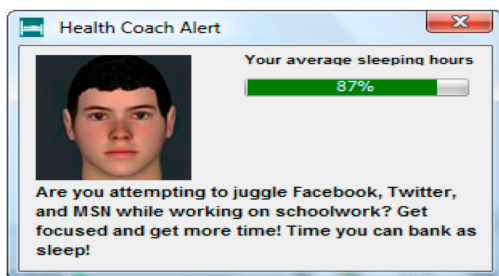 Health Coach Alert
Your average sleeping hours
87%
Are you attempting to juggle Facebook, Twitter,
and MSN while working on schoolwork? Get
focused and get more time! Time you can bank as
sleep!